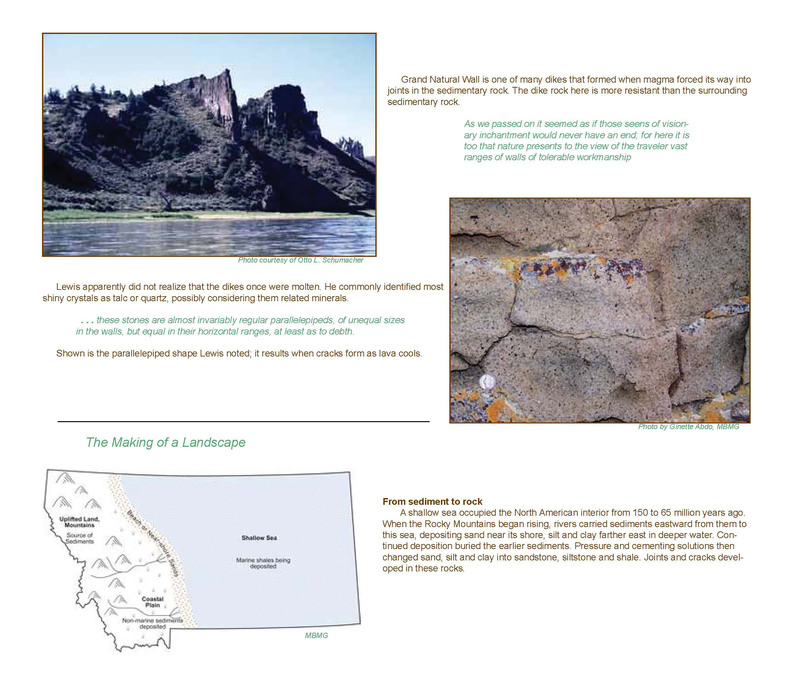 Grand Natural Wall is one of many dikes that formed when magma forced its way into
joints in the sedimentary rock. The dike rock here is more resistant than the surrounding
sedimentary rock.
As we passed on it seemed as if those seens of vision-
ary inchantment would never have an end; for here it is
too that nature presents to the view of the traveler vast
ranges of walls of tolerable workmanship
Photo courtesy of Otto L. Schumacher
Lewis apparently did not realize that the dikes once were molten. He commonly identified most
shiny crystals as talc or quartz, possibly considering them related minerals.
. . . these stones are almost invariably regular parallelepipeds, of unequal sizes
in the walls, but equal in their horizontal ranges, at least as to debth.
Shown is the parallelepiped shape Lewis noted; it results when cracks form as lava cools.
Photo by Ginette Abdo, MBMG
The Making of a Landscape
Uplifted Land,
Mountains
Source of
Sediments
Beach or Near-shore Sands
Shallow Sea
Marine shales being
deposited
Coastal
Plain
Non-marine sediments
deposited
MBMG
From sediment to rock
A shallow sea occupied the North American interior from 150 to 65 million years ago.
When the Rocky Mountains began rising, rivers carried sediments eastward from them to
this sea, depositing sand near its shore, silt and clay farther east in deeper water. Con-
tinued deposition buried the earlier sediments. Pressure and cementing solutions then
changed sand, silt and clay into sandstone, siltstone and shale. Joints and cracks devel-
oped in these rocks.